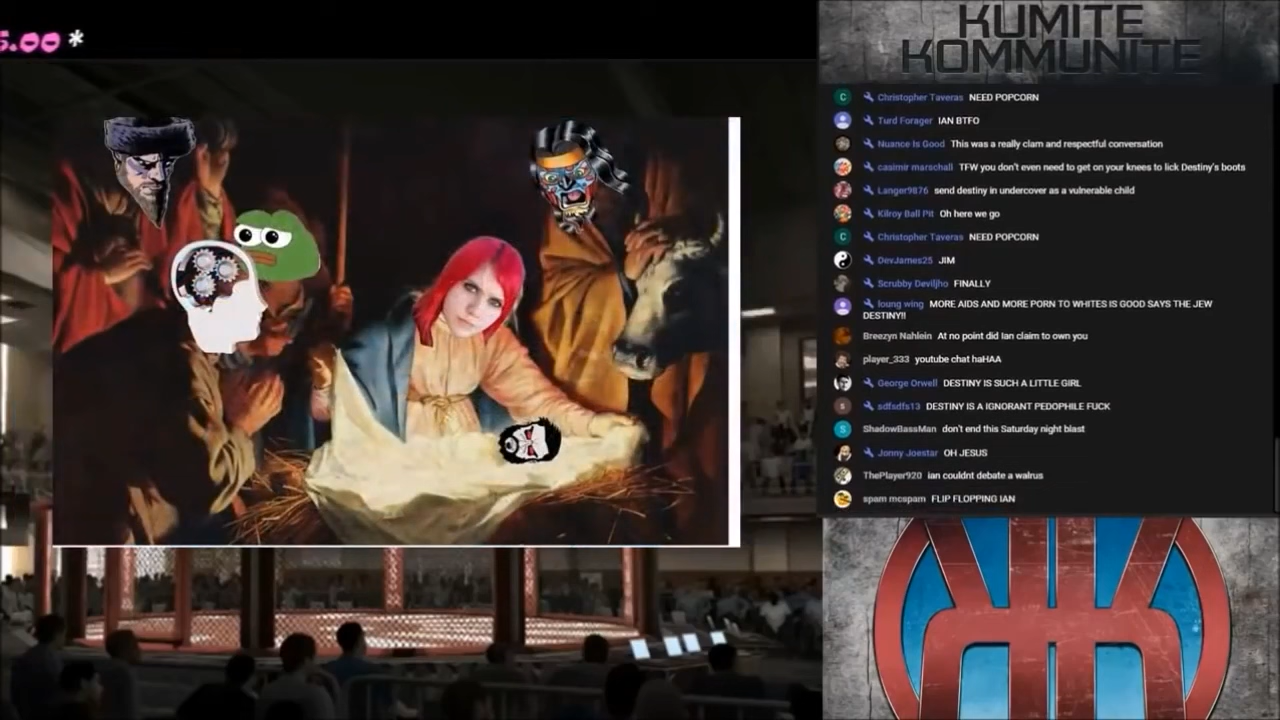 5.00 *
KUMITE
KOMMUNITE
Christopher Taveras NEED POPCORN
Turd Forager IAN BTFO
Nuance Is Good This was a really clam and respectful conversation
casimir marschall TFW you don't even need to get on your knees to lick Destiny's boots
Langer9876 send destiny in undercover as a vulnerable child
Kilroy Ball Pit Oh here we go
Christopher Taveras NEED POPCORN
DevJames25 JIM
Scrubby Deviljho FINALLY
loung wing MORE AIDS AND MORE PORN TO WHITES IS GOOD SAYS THE JEW
DESTINY!!
Breezyn Nahlein At no point did Ian claim to own you
player_333 youtube chat haHAA
George Orwell DESTINY IS SUCH A LITTLE GIRL
sdfsdfs13 DESTINY IS A IGNORANT PEDOPHILE FUCK
ShadowBassMan don't end this Saturday night blast
Jonny Joestar OH JESUS
ThePlayer920 ian couldnt debate a walrus
spam mcspam FLIP FLOPPING IAN